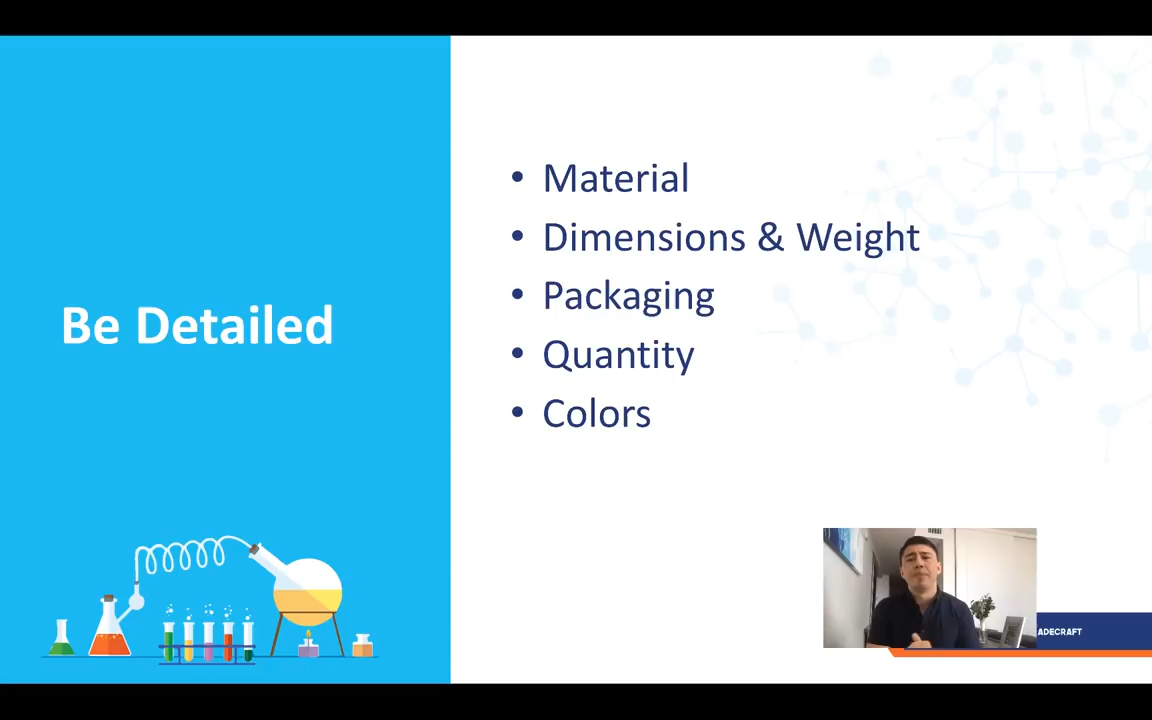 Be Detailed
• Material
• Dimensions & Weight
• Packaging
• Quantity
• Colors
ADECRAFT